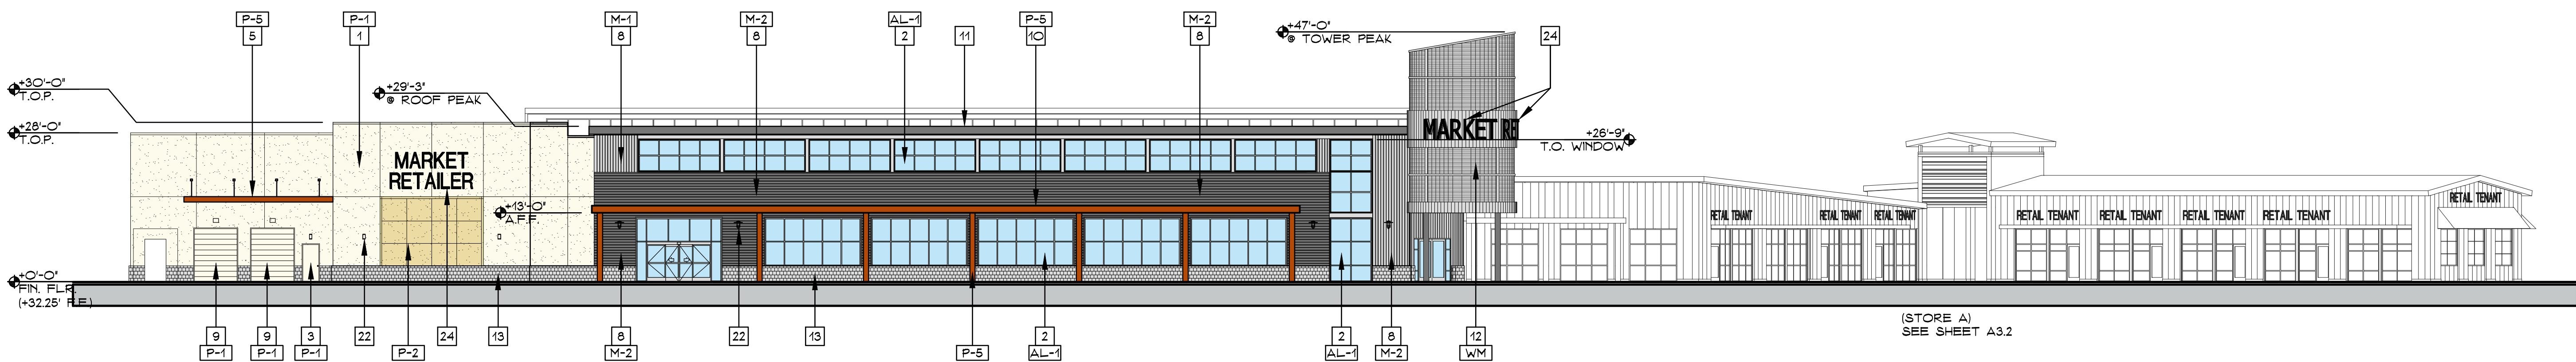 P-5
5
P-1
1
M-1
8
M-2
8
AL-1
2
11
P-5
10
M-2
8
+47'-0"
@ TOWER PEAK
24
+30'-0"
T.O.P.
+29'-3"
@ ROOF PEAK
+28'-0"
T.O.P.
MARKET RE
+26'-9"
T.O. WINDOW
MARKET
RETAILER
+13'-0"
A.F.F.
RETAIL TENANT
RETAIL TENANT
RETAIL TENANT
RETAIL TENANT
RETAIL TENANT
RETAIL TENANT
RETAIL TENANT
RETAIL TENANT
+0'-0"
FIN. FLR.
(+32.25' F.F.)
9
P-1
9
P-1
3
P-1
22
P-2
24
13
8
M-2
22
13
P-5
2
AL-1
2
AL-1
8
M-2
12
WM
(STORE A)
SEE SHEET A3.2